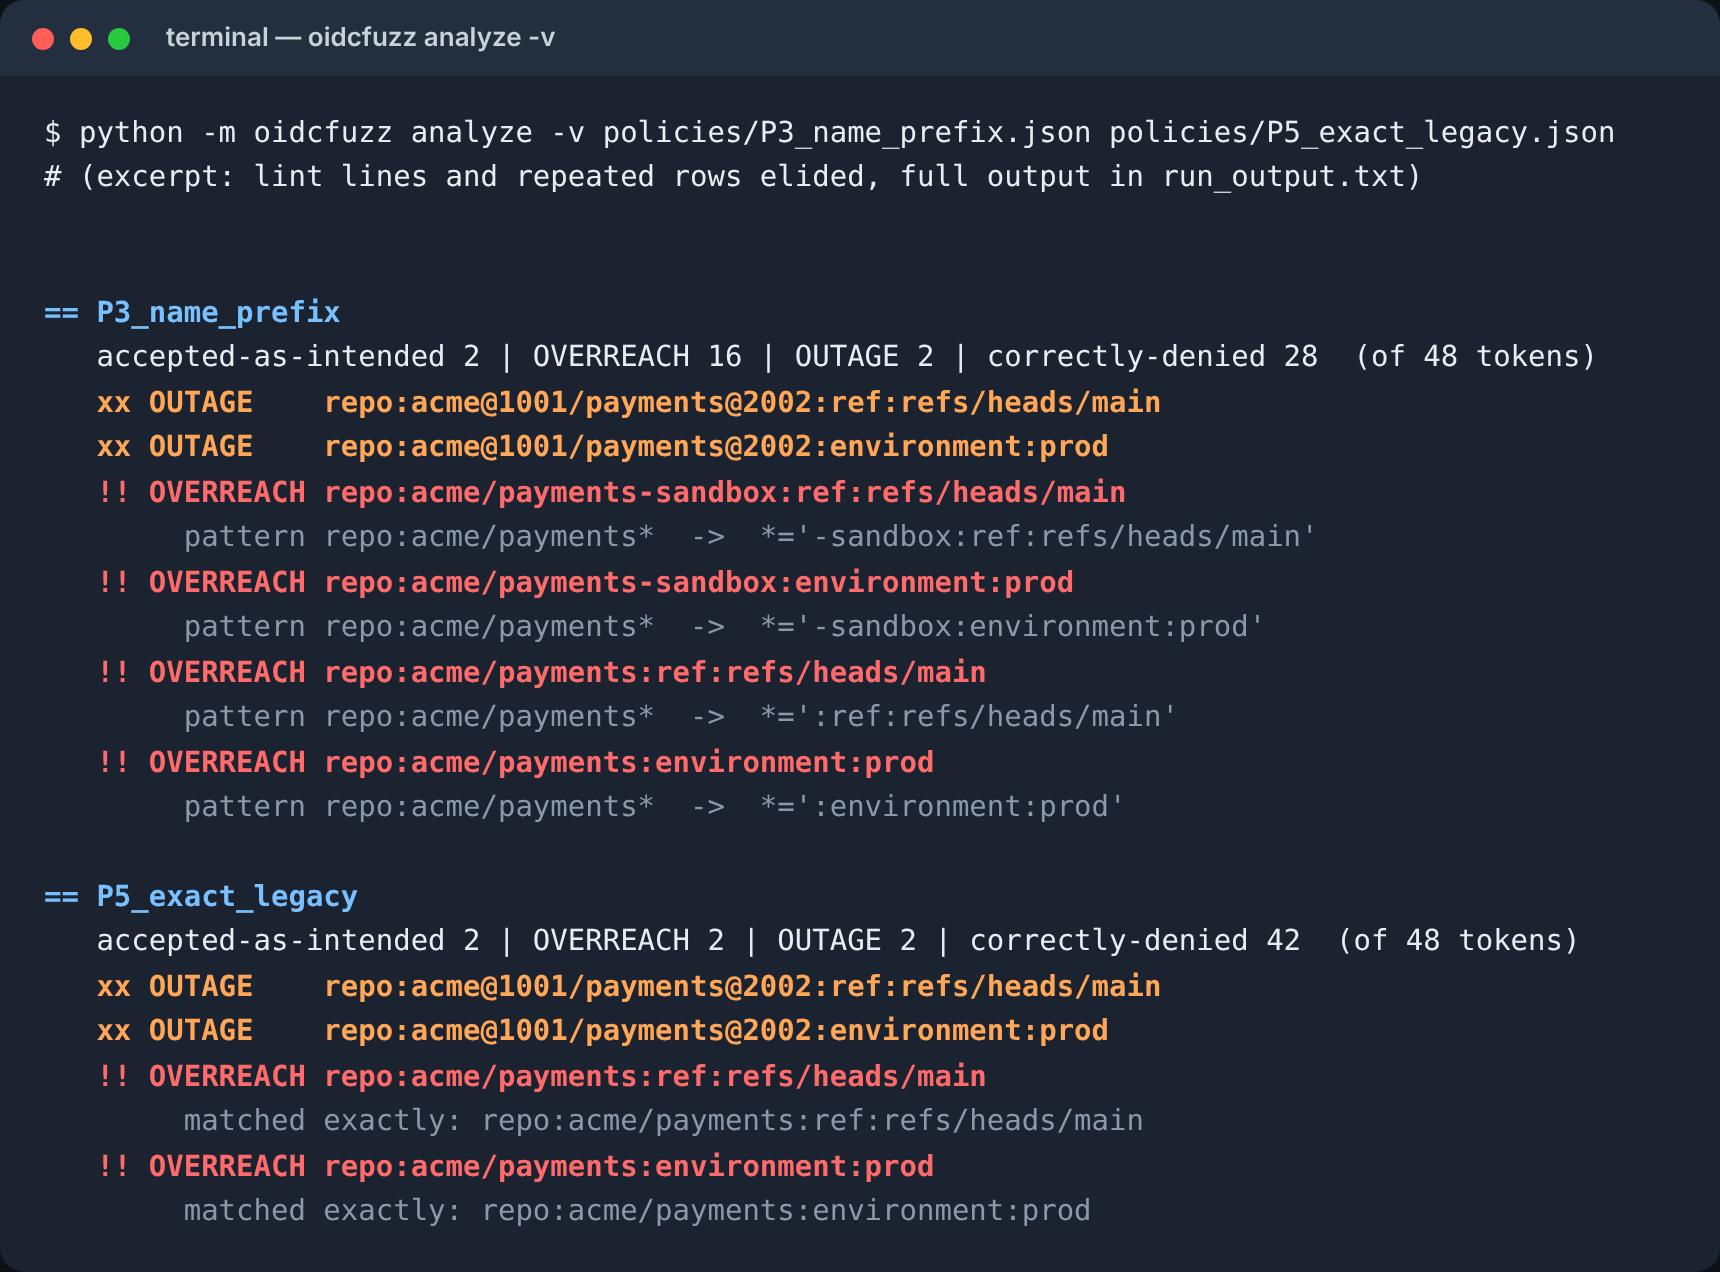 terminal — oidcfuzz analyze -v
$ python -m oidcfuzz analyze -v policies/P3_name_prefix.json policies/P5_exact_legacy.json
# (excerpt: lint lines and repeated rows elided, full output in run_output.txt)
== P3_name_prefix
accepted-as-intended 2 | OVERREACH 16 | OUTAGE 2 | correctly-denied 28  (of 48 tokens)
xx OUTAGE    repo:acme@1001/payments@2002:ref:refs/heads/main
xx OUTAGE    repo:acme@1001/payments@2002:environment:prod
!! OVERREACH repo:acme/payments-sandbox:ref:refs/heads/main
pattern repo:acme/payments*  ->  *='-sandbox:ref:refs/heads/main'
!! OVERREACH repo:acme/payments-sandbox:environment:prod
pattern repo:acme/payments*  ->  *='-sandbox:environment:prod'
!! OVERREACH repo:acme/payments:ref:refs/heads/main
pattern repo:acme/payments*  ->  *=':ref:refs/heads/main'
!! OVERREACH repo:acme/payments:environment:prod
pattern repo:acme/payments*  ->  *=':environment:prod'
== P5_exact_legacy
accepted-as-intended 2 | OVERREACH 2 | OUTAGE 2 | correctly-denied 42  (of 48 tokens)
xx OUTAGE    repo:acme@1001/payments@2002:ref:refs/heads/main
xx OUTAGE    repo:acme@1001/payments@2002:environment:prod
!! OVERREACH repo:acme/payments:ref:refs/heads/main
matched exactly: repo:acme/payments:ref:refs/heads/main
!! OVERREACH repo:acme/payments:environment:prod
matched exactly: repo:acme/payments:environment:prod